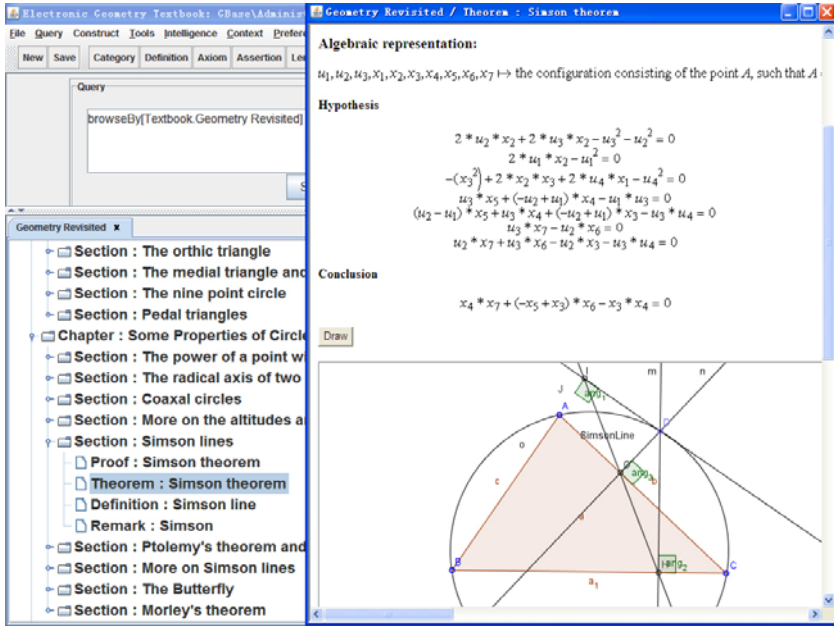 Electronic Geometry Textbook: GBase\Adminis
File Query Construct Tools Intelligence Context Prefere
New Save Category Definition Axiom Assertion Le
Query
browseBy[Textbook.Geometry Revisited]
S
Geometry Revisited x
Section : The orthic triangle
Section : The medial triangle and
Section : The nine point circle
Section : Pedal triangles
Chapter : Some Properties of Circle
Section : The power of a point w
Section : The radical axis of two
Section : Coaxal circles
Section : More on the altitudes a
Section : Simson lines
Proof : Simson theorem
Theorem : Simson theorem
Definition : Simson line
Remark : Simson
Section : Ptolemy's theorem and
Section : More on Simson lines
Section : The Butterfly
Section : Morley's theorem
Geometry Revisited / Theorem : Simson theorem
Algebraic representation:
u₁,u₂,u₃,x₁,x₂,x₃,x₄,x₅,x₆,x₇ ↦ the configuration consisting of the point A, such that A
Hypothesis
2 * u₂ * x₂ + 2 * u₃ * x₂ − u₃² − u₂² = 0
2 * u₁ * x₂ − u₁² = 0
−(x₃²) + 2 * x₂ * x₃ + 2 * u₄ * x₁ − u₄² = 0
u₃ * x₅ + (−u₂ + u₁) * x₄ − u₁ * u₃ = 0
(u₂ − u₁) * x₅ + u₃ * x₄ + (−u₂ + u₁) * x₃ − u₃ * u₄ = 0
u₃ * x₇ − u₂ * x₆ = 0
u₂ * x₇ + u₃ * x₆ − u₂ * x₃ − u₃ * u₄ = 0
Conclusion
x₄ * x₇ + (−x₅ + x₃) * x₆ − x₃ * x₄ = 0
Draw
I m n
J ang₁
A D
o SimsonLine
G ang₃
c b
e
B H ang₂ C
a₁